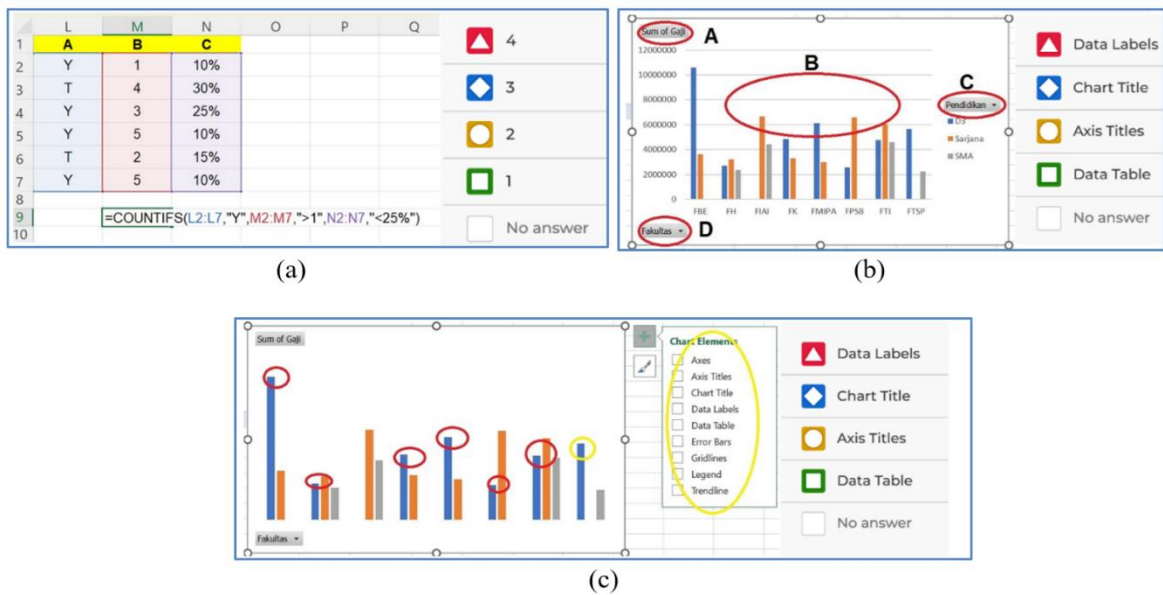 L M N O P Q
1 A B C
2 Y 1 10%
3 T 4 30%
4 Y 3 25%
5 Y 5 10%
6 T 2 15%
7 Y 5 10%
8
9 =COUNTIFS(L2:L7,"Y",M2:M7,">1",N2:N7,"<25%")
10
4
3
2
1
No answer
(a)
Sum of Gaji A
12000000
10000000
8000000
6000000
4000000
2000000
0
B
C
Pendidikan
D3
Sarjana
SMA
FBE FH FIAI FK FMIPA FPSB FTI FTSP
Fakultas D
Data Labels
Chart Title
Axis Titles
Data Table
No answer
(b)
Sum of Gaji
Fakultas
Chart Elements
Axes
Axis Titles
Chart Title
Data Labels
Data Table
Error Bars
Gridlines
Legend
Trendline
Data Labels
Chart Title
Axis Titles
Data Table
No answer
(c)